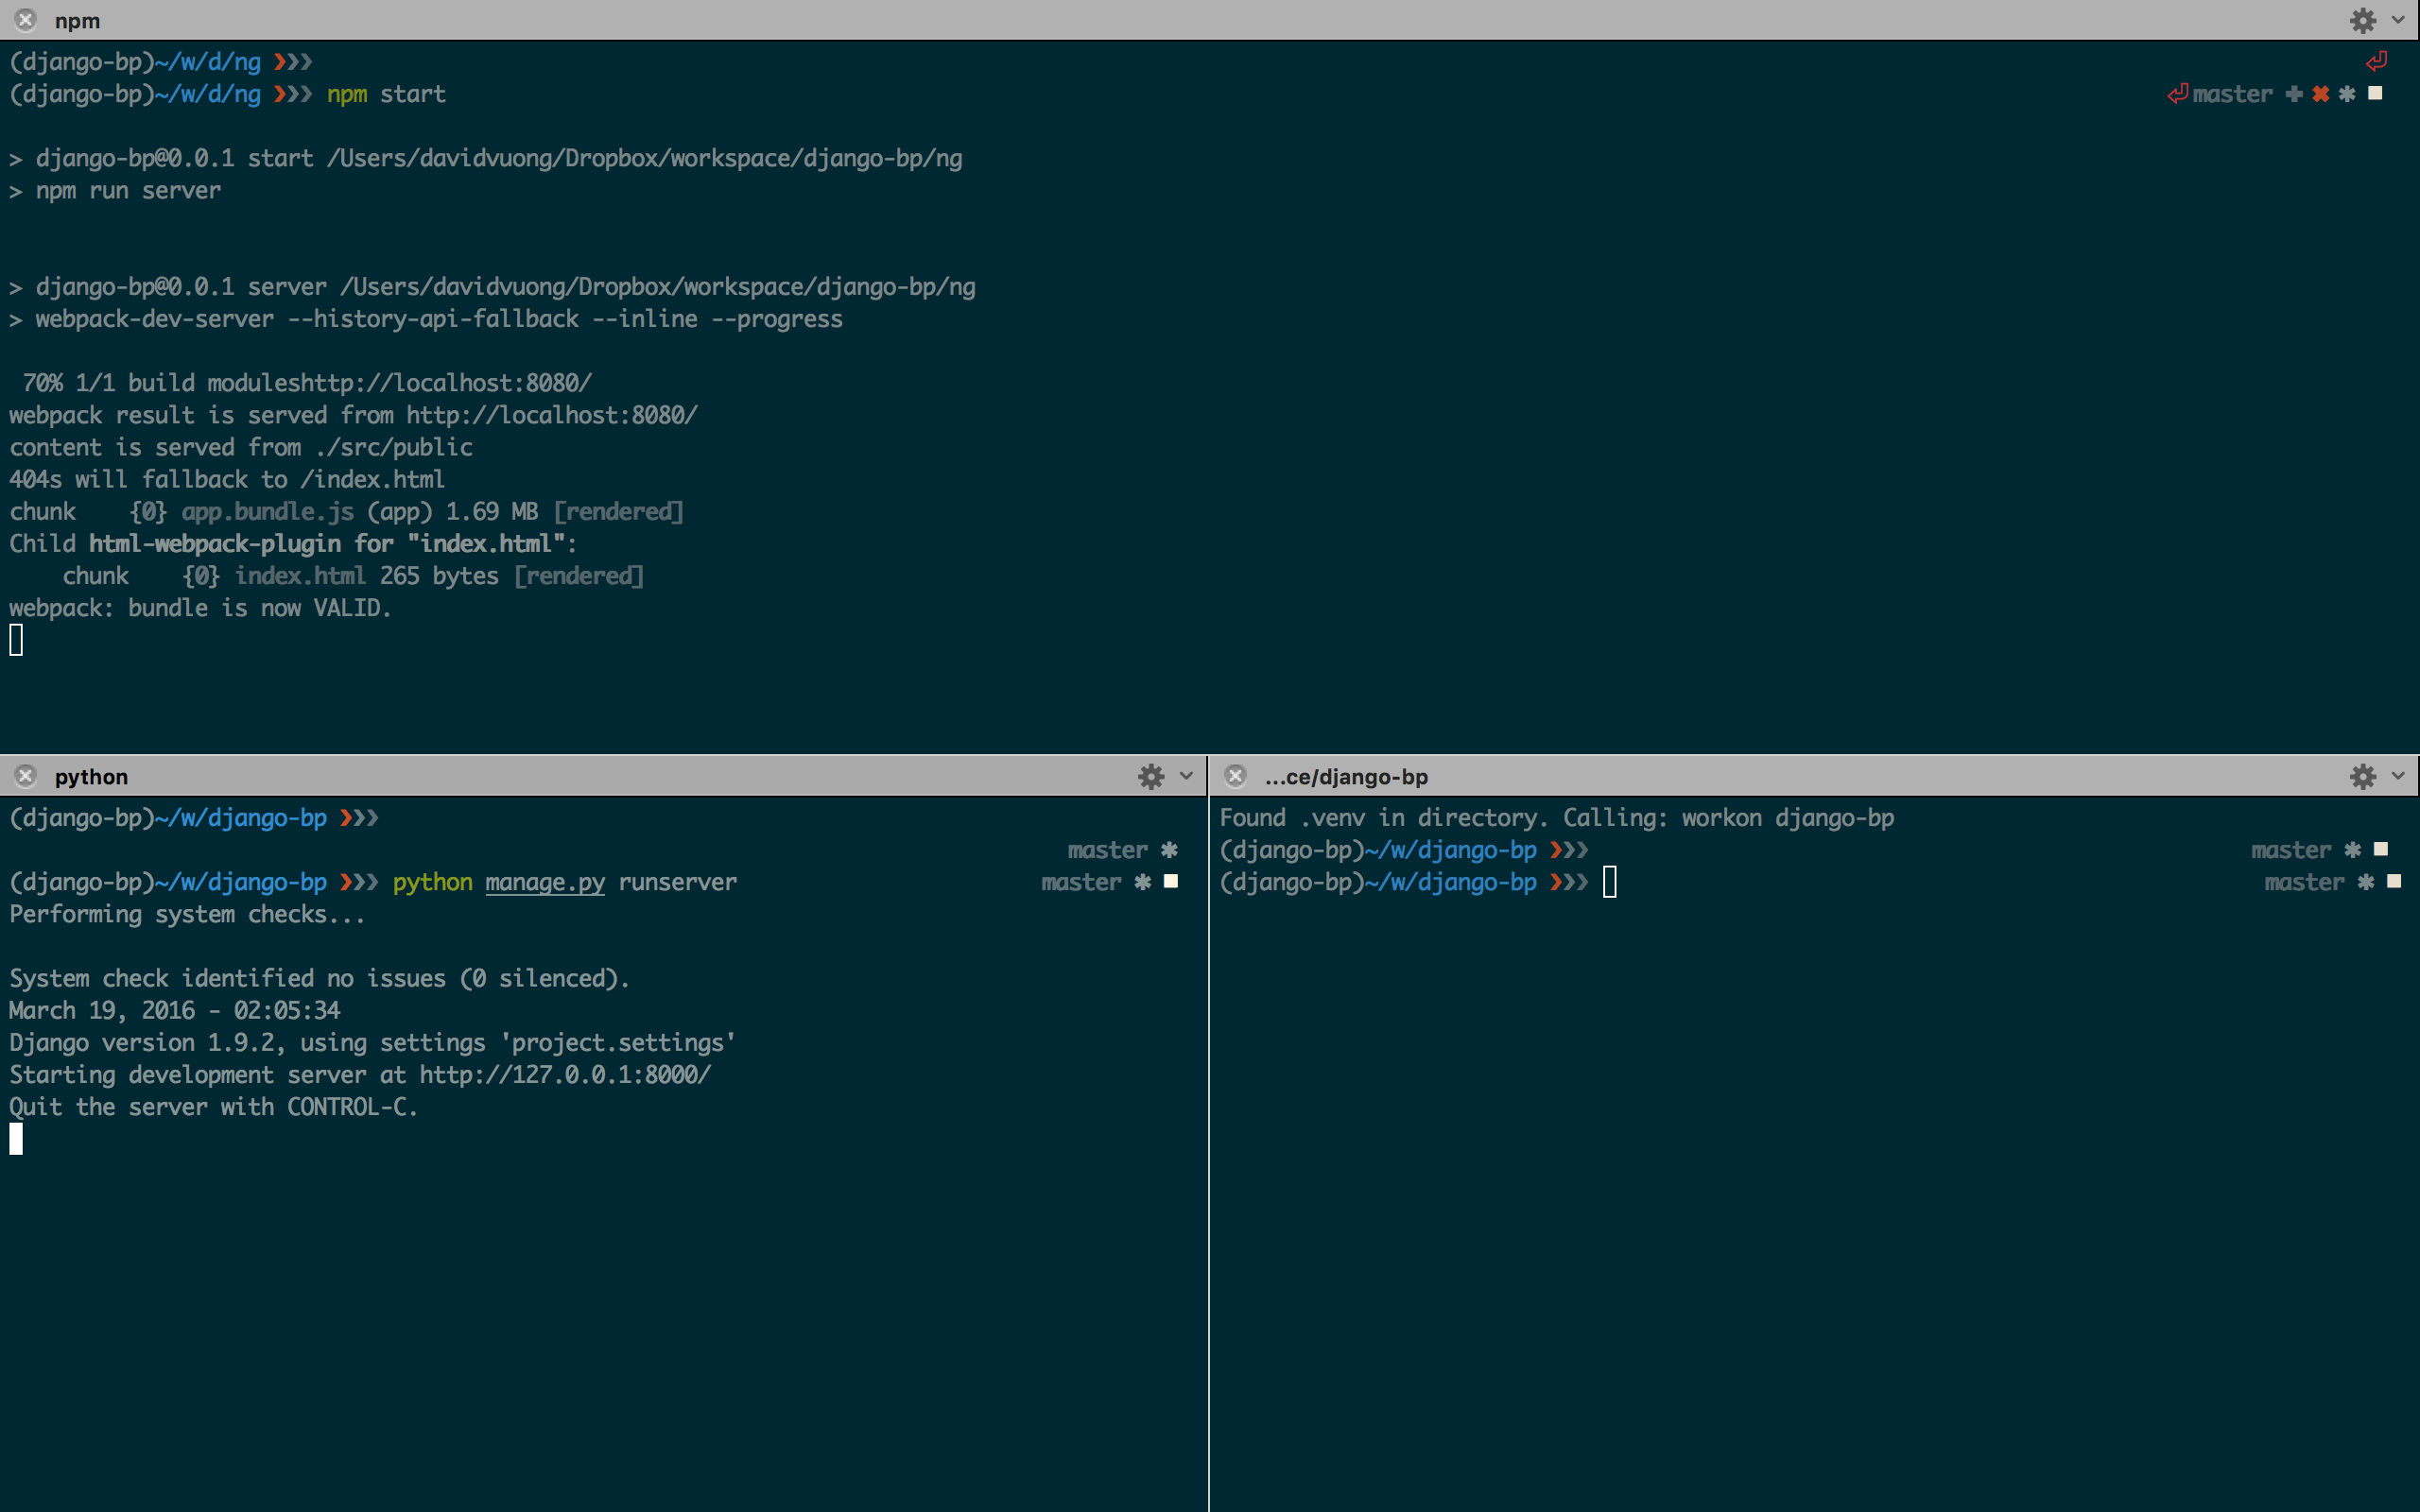 npm
(django-bp)~/w/d/ng ❯❯❯ ⏎
(django-bp)~/w/d/ng ❯❯❯ npm start ⏎ master ✚ ✖ ✱ ◼
> django-bp@0.0.1 start /Users/davidvuong/Dropbox/workspace/django-bp/ng
> npm run server
> django-bp@0.0.1 server /Users/davidvuong/Dropbox/workspace/django-bp/ng
> webpack-dev-server --history-api-fallback --inline --progress
70% 1/1 build moduleshttp://localhost:8080/
webpack result is served from http://localhost:8080/
content is served from ./src/public
404s will fallback to /index.html
chunk    {0} app.bundle.js (app) 1.69 MB [rendered]
Child html-webpack-plugin for "index.html":
    chunk    {0} index.html 265 bytes [rendered]
webpack: bundle is now VALID.
python
(django-bp)~/w/django-bp ❯❯❯
master ✱
(django-bp)~/w/django-bp ❯❯❯ python manage.py runserver master ✱ ◼
Performing system checks...
System check identified no issues (0 silenced).
March 19, 2016 - 02:05:34
Django version 1.9.2, using settings 'project.settings'
Starting development server at http://127.0.0.1:8000/
Quit the server with CONTROL-C.
...ce/django-bp
Found .venv in directory. Calling: workon django-bp
(django-bp)~/w/django-bp ❯❯❯ master ✱ ◼
(django-bp)~/w/django-bp ❯❯❯ master ✱ ◼